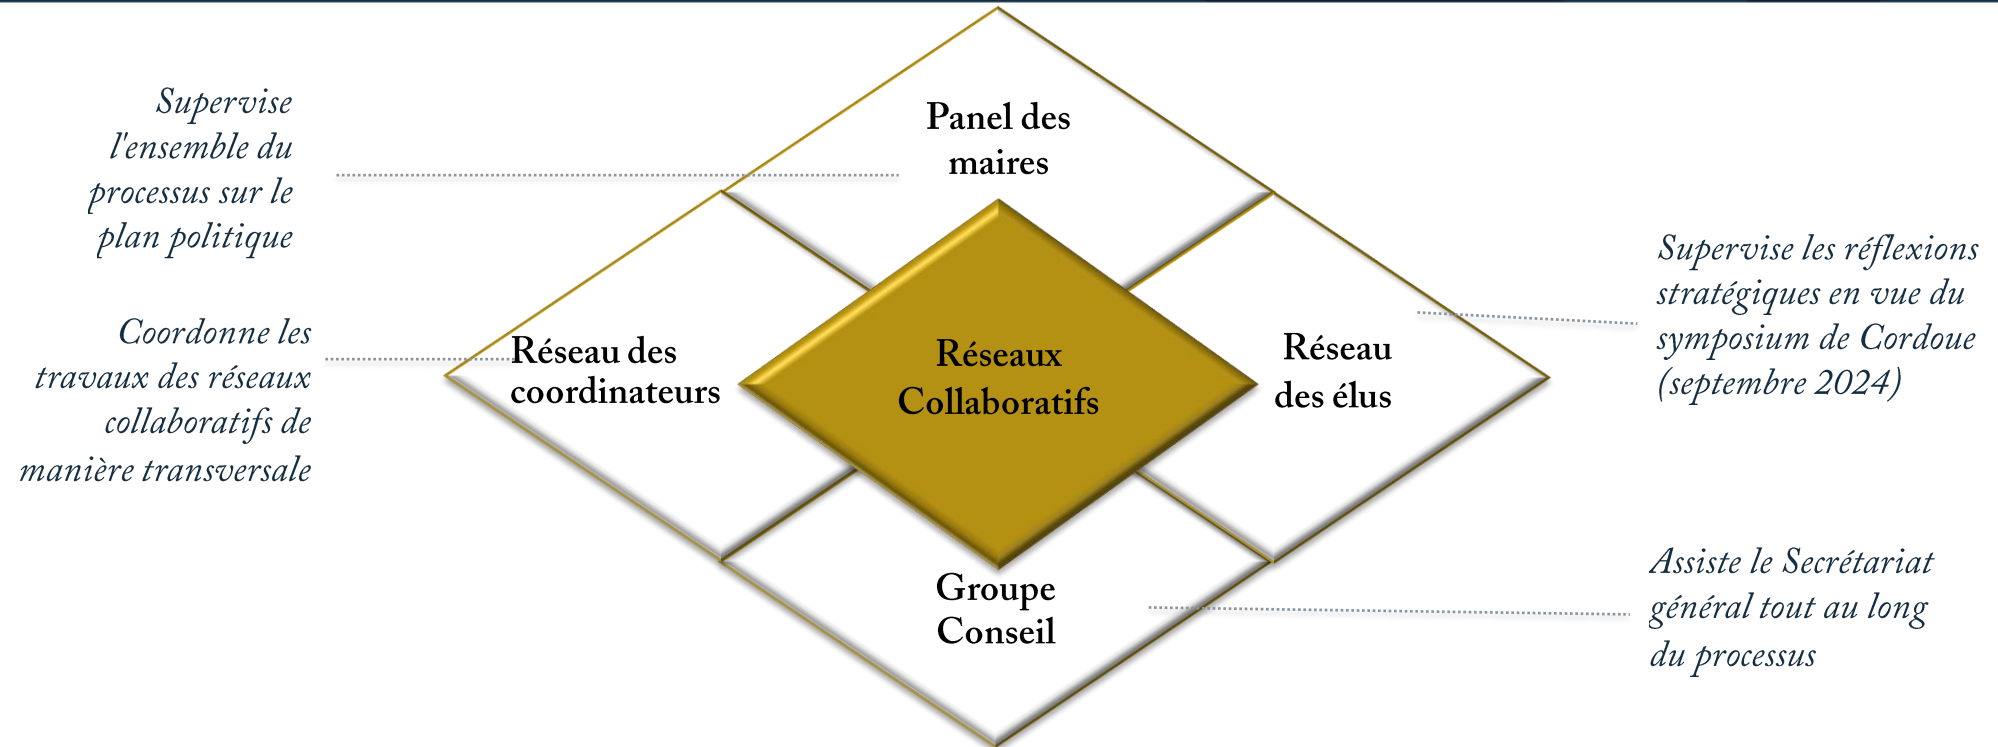 Supervise
l'ensemble du
processus sur le
plan politique
Panel des
maires
Coordonne les
travaux des réseaux
collaboratifs de
manière transversale
Réseau des
coordinateurs
Réseaux
Collaboratifs
Réseau
des élus
Supervise les réflexions
stratégiques en vue du
symposium de Cordoue
(septembre 2024)
Groupe
Conseil
Assiste le Secrétariat
général tout au long
du processus